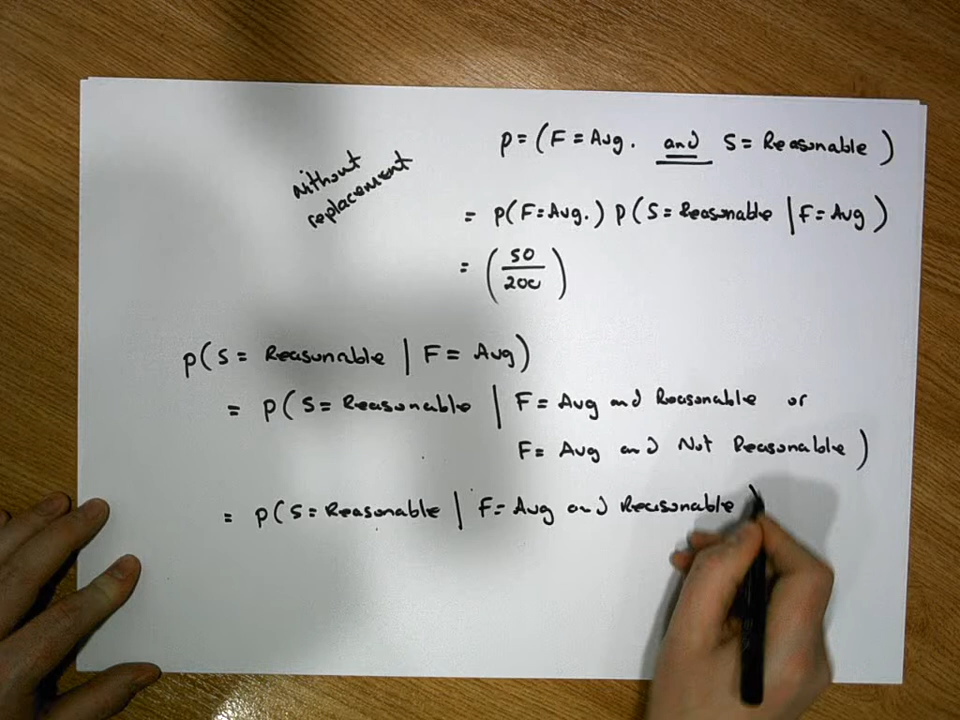 P=(F=Avg. and S=Reasonable)
without
replacement
= P(F=Avg.) P(S=Reasonable | F=Avg)
= (50/200)
P(S= Reasonable | F= Avg)
= P(S=Reasonable | F= Avg and Reasonable or
F= Avg and Not Reasonable)
= P(S=Reasonable | F= Avg and Reasonable)